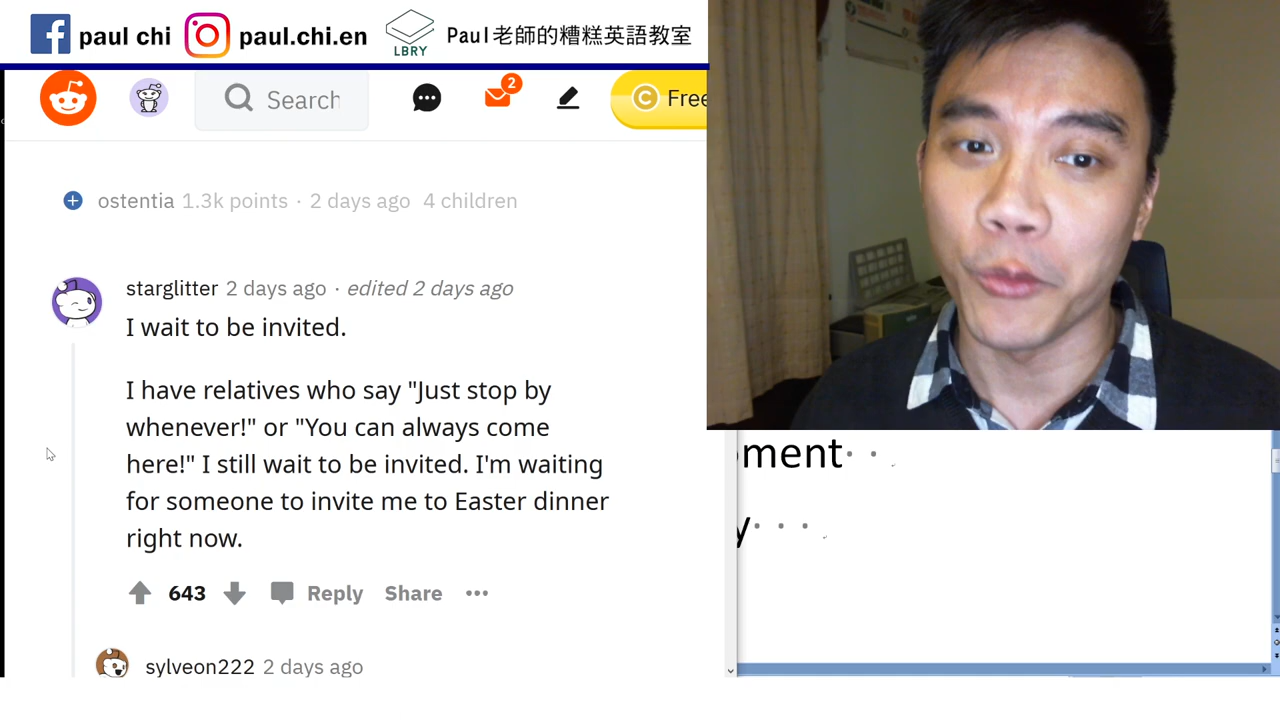 paul chi paul.chi.en LBRY Paul老師的糟糕英語教室
Search 2 Free
ostentia 1.3k points · 2 days ago 4 children
starglitter 2 days ago · edited 2 days ago
I wait to be invited.
I have relatives who say "Just stop by
whenever!" or "You can always come
here!" I still wait to be invited. I'm waiting
for someone to invite me to Easter dinner
right now.
643 Reply Share
sylveon222 2 days ago
oment
y